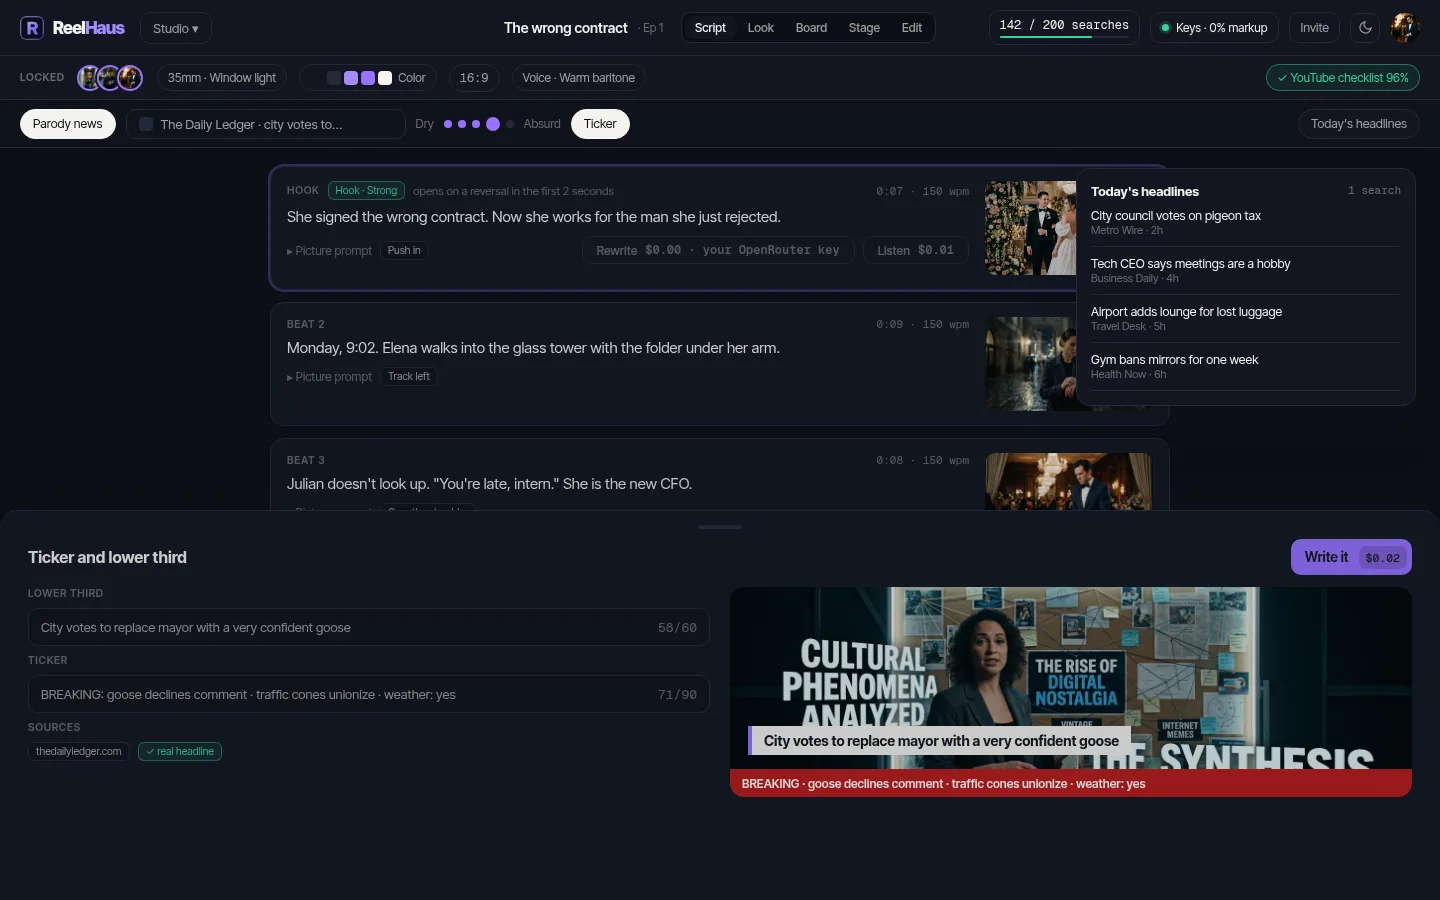 R ReelHaus
Studio ▾
The wrong contract · Ep 1
Script Look Board Stage Edit
142 / 200 searches
Keys · 0% markup
Invite
LOCKED
35mm · Window light
Color
16:9
Voice · Warm baritone
✓ YouTube checklist 96%
Parody news
The Daily Ledger · city votes to...
Dry
Absurd
Ticker
Today's headlines
HOOK Hook · Strong opens on a reversal in the first 2 seconds 0:07 · 150 wpm
She signed the wrong contract. Now she works for the man she just rejected.
▸ Picture prompt Push in
Rewrite $0.00 · your OpenRouter key
Listen $0.01
Today's headlines 1 search
City council votes on pigeon tax
Metro Wire · 2h
Tech CEO says meetings are a hobby
Business Daily · 4h
Airport adds lounge for lost luggage
Travel Desk · 5h
Gym bans mirrors for one week
Health Now · 6h
BEAT 2 0:09 · 150 wpm
Monday, 9:02. Elena walks into the glass tower with the folder under her arm.
▸ Picture prompt Track left
BEAT 3 0:08 · 150 wpm
Julian doesn't look up. "You're late, intern." She is the new CFO.
Ticker and lower third
Write it $0.02
LOWER THIRD
City votes to replace mayor with a very confident goose 58/60
TICKER
BREAKING: goose declines comment · traffic cones unionize · weather: yes 71/90
SOURCES
thedailyledger.com ✓ real headline
CULTURAL
PHENOMENA
ANALYZED
THE RISE OF
DIGITAL
NOSTALGIA
VINTAGE
INTERNET
MEMES
THE SYNTHESIS
City votes to replace mayor with a very confident goose
BREAKING · goose declines comment · traffic cones unionize · weather: yes